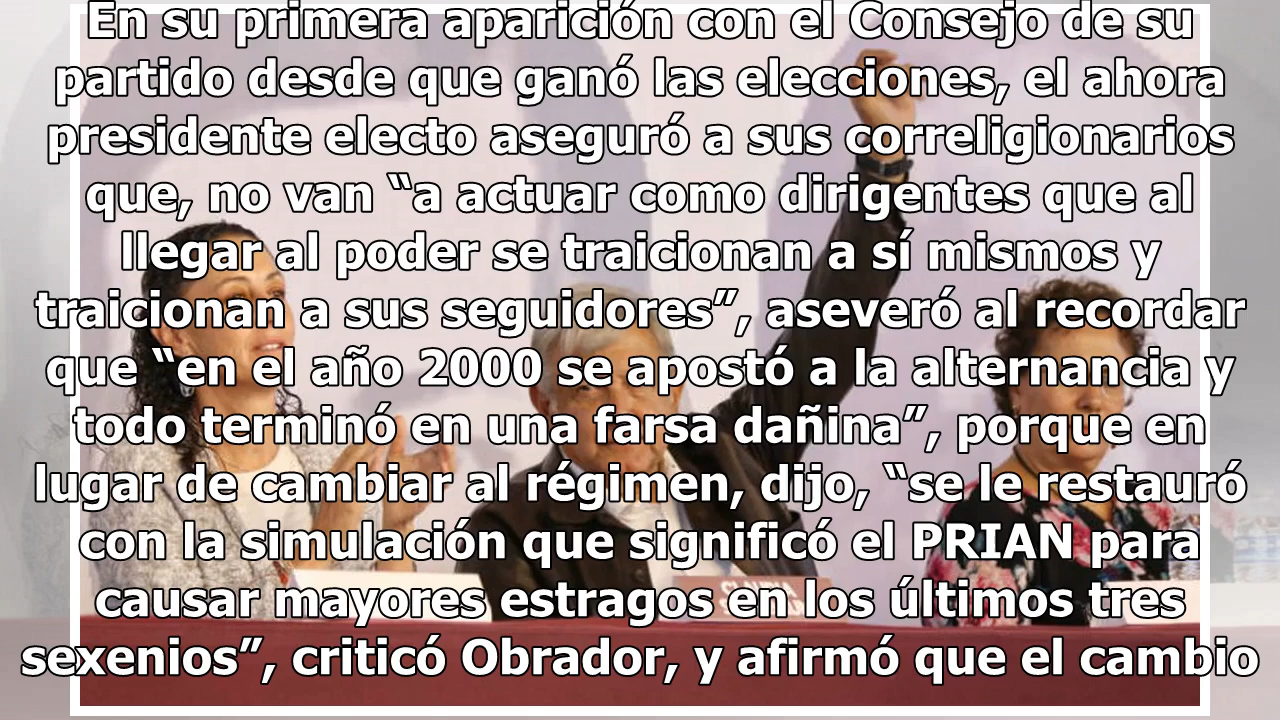 En su primera aparición con el Consejo de su
partido desde que ganó las elecciones, el ahora
presidente electo aseguró a sus correligionarios
que, no van “a actuar como dirigentes que al
llegar al poder se traicionan a sí mismos y
traicionan a sus seguidores”, aseveró al recordar
que “en el año 2000 se apostó a la alternancia y
todo terminó en una farsa dañina”, porque en
lugar de cambiar al régimen, dijo, “se le restauró
con la simulación que significó el PRIAN para
causar mayores estragos en los últimos tres
sexenios”, criticó Obrador, y afirmó que el cambio